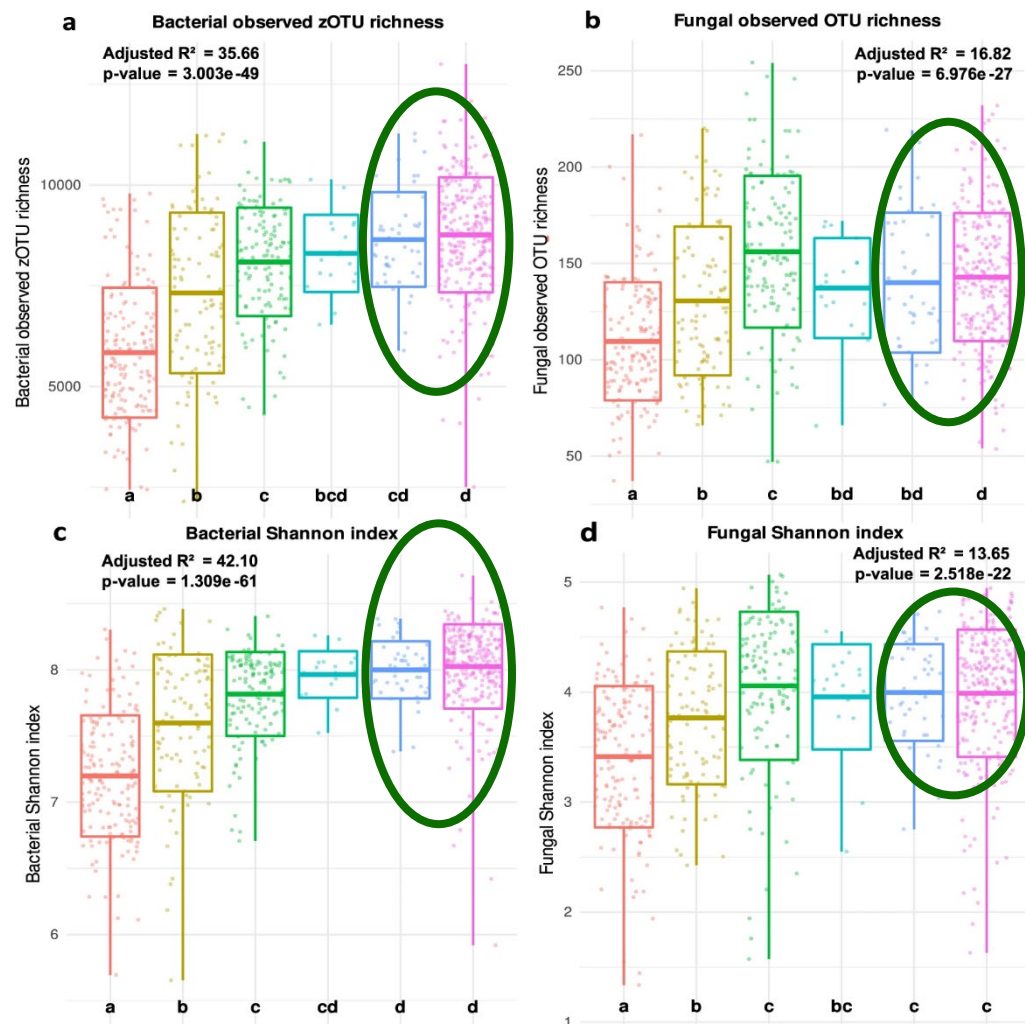 a
Bacterial observed zOTU richness
Adjusted R² = 35.66
p-value = 3.003e-49
Bacterial observed zOTU richness
10000
5000
a b c bcd cd d
b
Fungal observed OTU richness
Adjusted R² = 16.82
p-value = 6.976e-27
Fungal observed OTU richness
250
200
150
100
50
a b c bd bd d
c
Bacterial Shannon index
Adjusted R² = 42.10
p-value = 1.309e-61
Bacterial Shannon index
8
7
6
a b c cd d d
d
Fungal Shannon index
Adjusted R² = 13.65
p-value = 2.518e-22
Fungal Shannon index
5
4
3
2
1
a b c bc c c